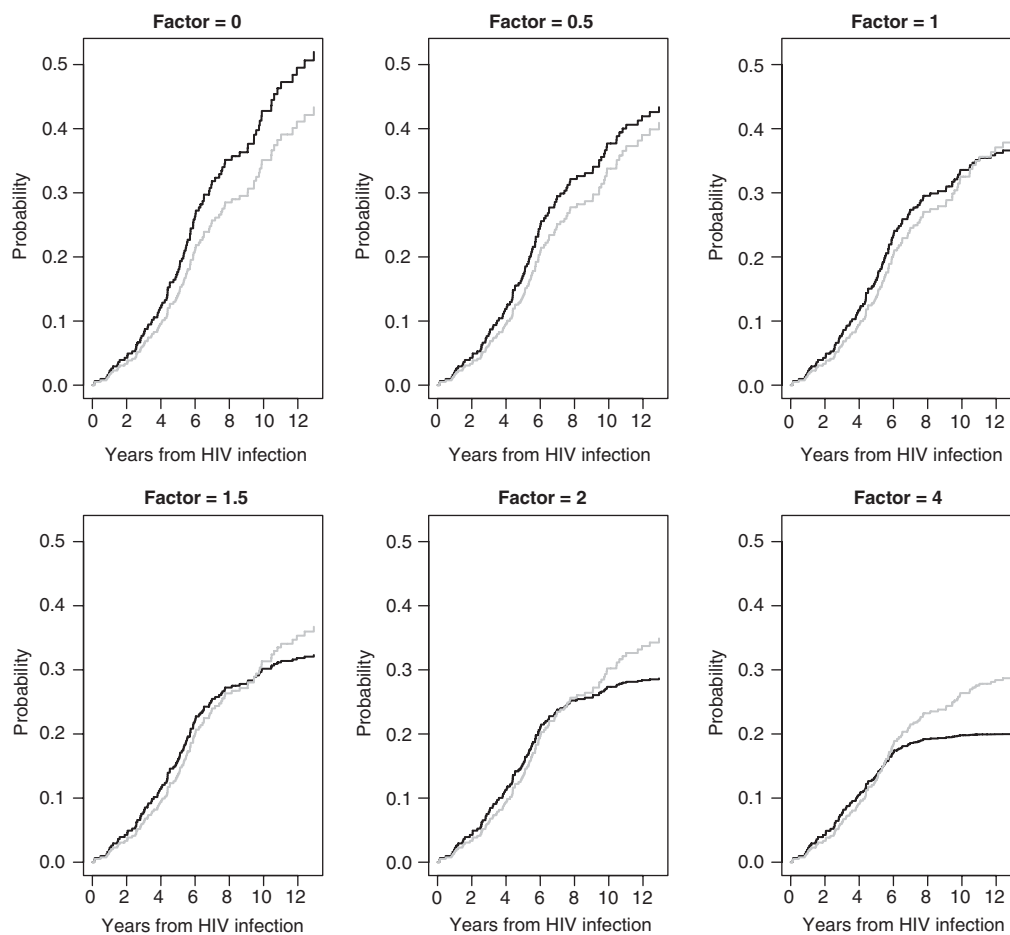 Factor = 0
Factor = 0.5
Factor = 1
0.5
0.4
0.3
0.2
0.1
0.0
Probability
0 2 4 6 8 10 12
Years from HIV infection
0.5
0.4
0.3
0.2
0.1
0.0
Probability
0 2 4 6 8 10 12
Years from HIV infection
0.5
0.4
0.3
0.2
0.1
0.0
Probability
0 2 4 6 8 10 12
Years from HIV infection
Factor = 1.5
Factor = 2
Factor = 4
0.5
0.4
0.3
0.2
0.1
0.0
Probability
0 2 4 6 8 10 12
Years from HIV infection
0.5
0.4
0.3
0.2
0.1
0.0
Probability
0 2 4 6 8 10 12
Years from HIV infection
0.5
0.4
0.3
0.2
0.1
0.0
Probability
0 2 4 6 8 10 12
Years from HIV infection